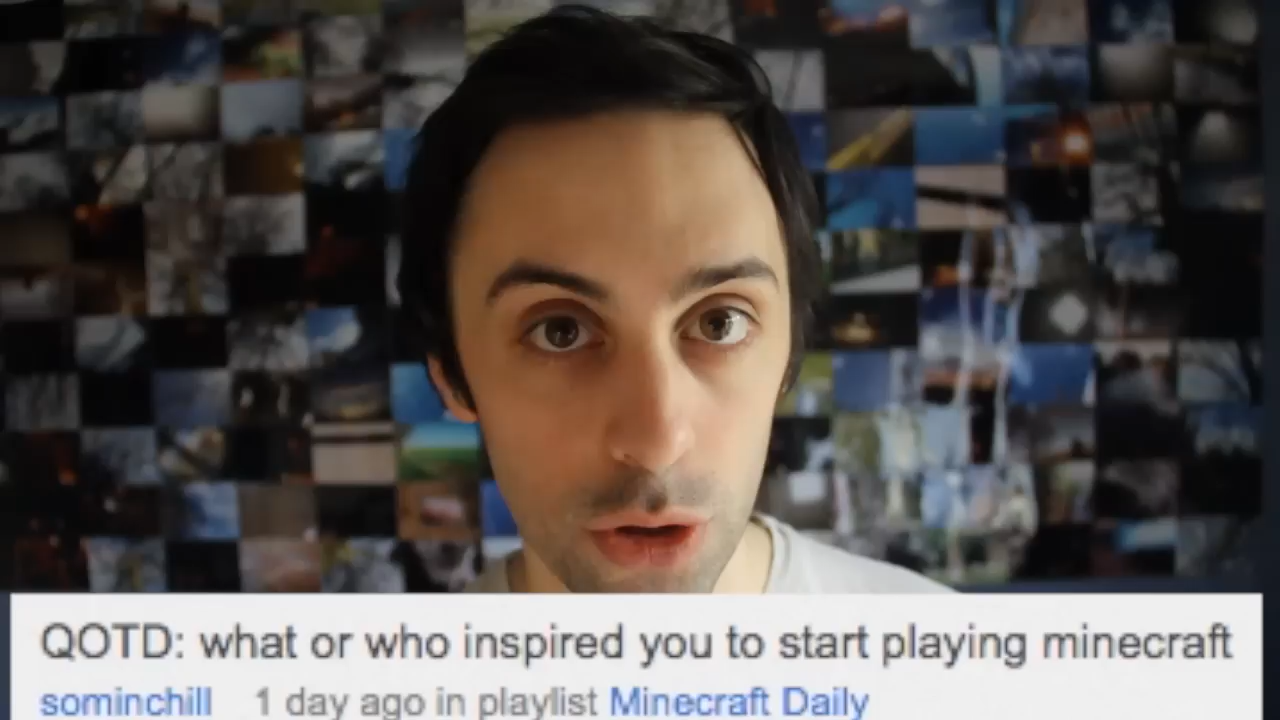 QOTD: what or who inspired you to start playing minecraft
sominchill 1 day ago in playlist Minecraft Daily